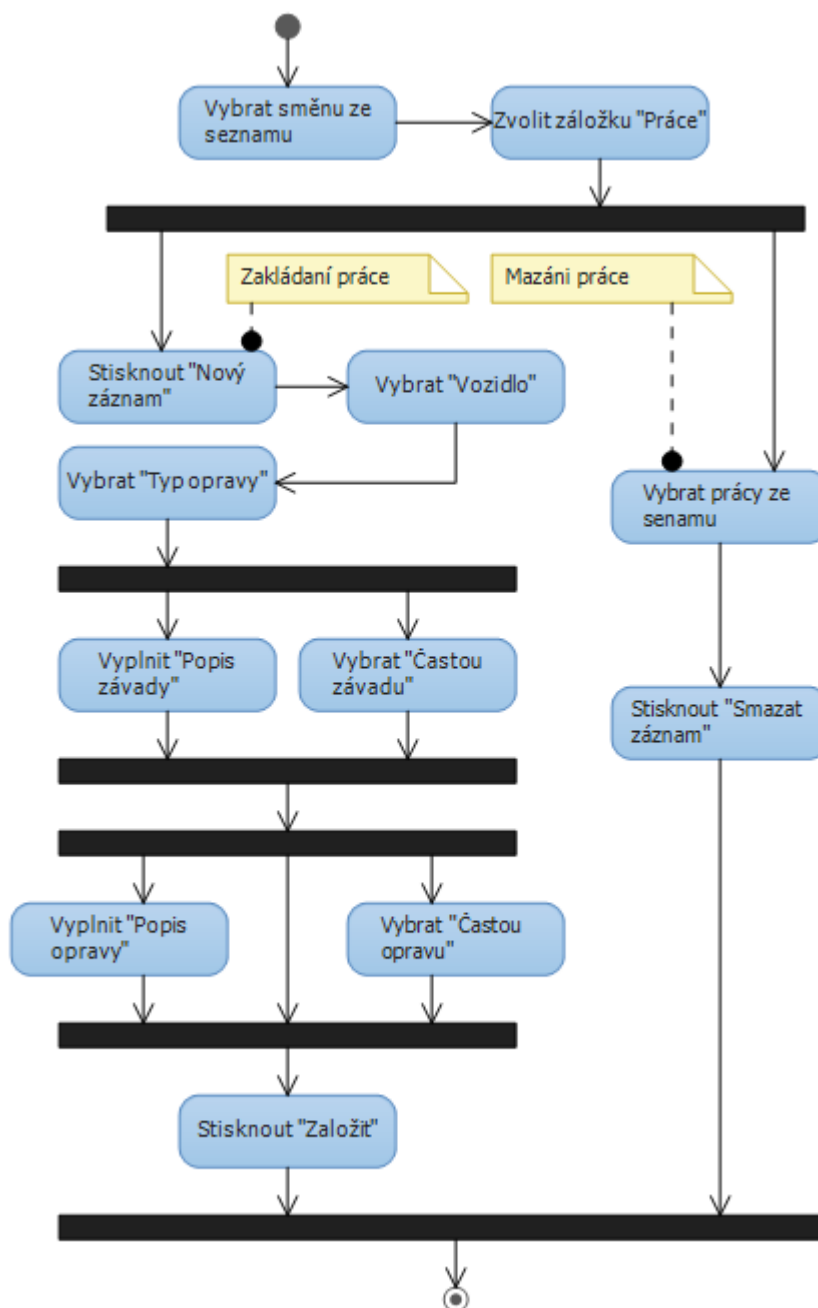 Vybrat směnu ze
seznamu
Zvolit záložku "Práce"
Zakládaní práce
Mazáni práce
Stisknout "Nový
záznam"
Vybrat "Vozidlo"
Vybrat "Typ opravy"
Vybrat prácy ze
senamu
Vyplnit "Popis
závady"
Vybrat "Častou
závadu"
Stisknout "Smazat
záznam"
Vyplnit "Popis
opravy"
Vybrat "Častou
opravu"
Stisknout "Založit"